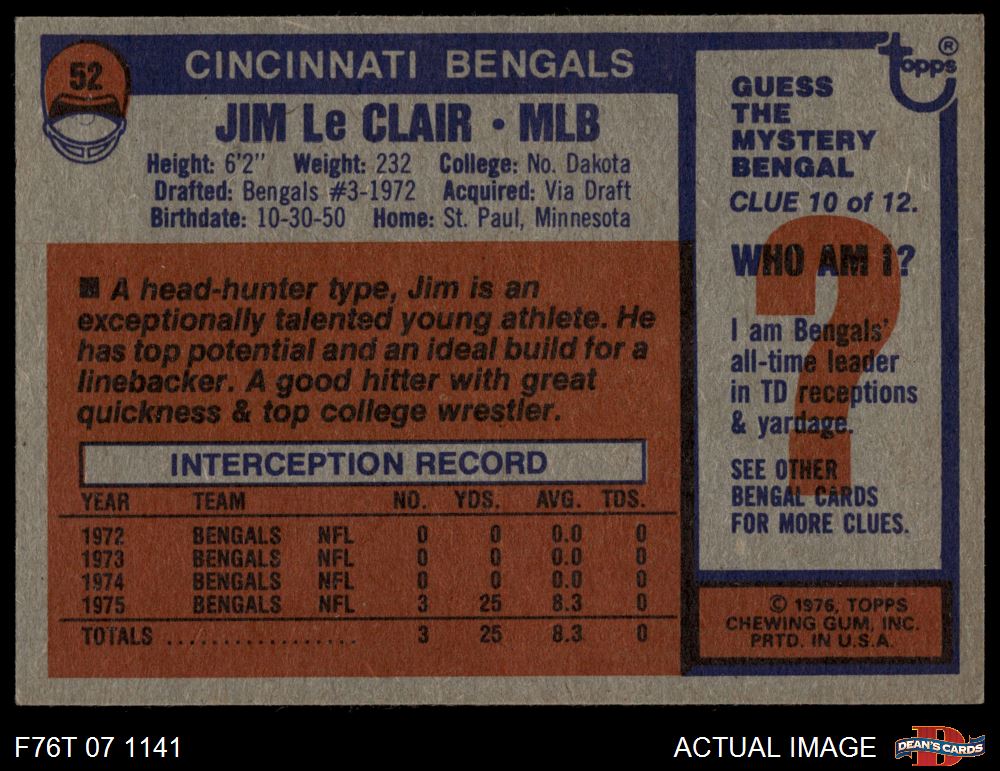 52
CINCINNATI BENGALS
JIM Le CLAIR • MLB
Height: 6'2" Weight: 232 College: No. Dakota
Drafted: Bengals #3-1972 Acquired: Via Draft
Birthdate: 10-30-50 Home: St. Paul, Minnesota
A head-hunter type, Jim is an
exceptionally talented young athlete. He
has top potential and an ideal build for a
linebacker. A good hitter with great
quickness & top college wrestler.
INTERCEPTION RECORD
YEAR TEAM NO. YDS. AVG. TDS.
1972 BENGALS NFL 0 0 0.0 0
1973 BENGALS NFL 0 0 0.0 0
1974 BENGALS NFL 0 0 0.0 0
1975 BENGALS NFL 3 25 8.3 0
TOTALS .................. 3 25 8.3 0
topps ®
GUESS
THE
MYSTERY
BENGAL
CLUE 10 of 12.
WHO AM I?
?
I am Bengals'
all-time leader
in TD receptions
& yardage.
SEE OTHER
BENGAL CARDS
FOR MORE CLUES.
© 1976, TOPPS
CHEWING GUM, INC.
PRTD. IN U.S.A.
F76T 07 1141
ACTUAL IMAGE
D
DEAN'S CARDS